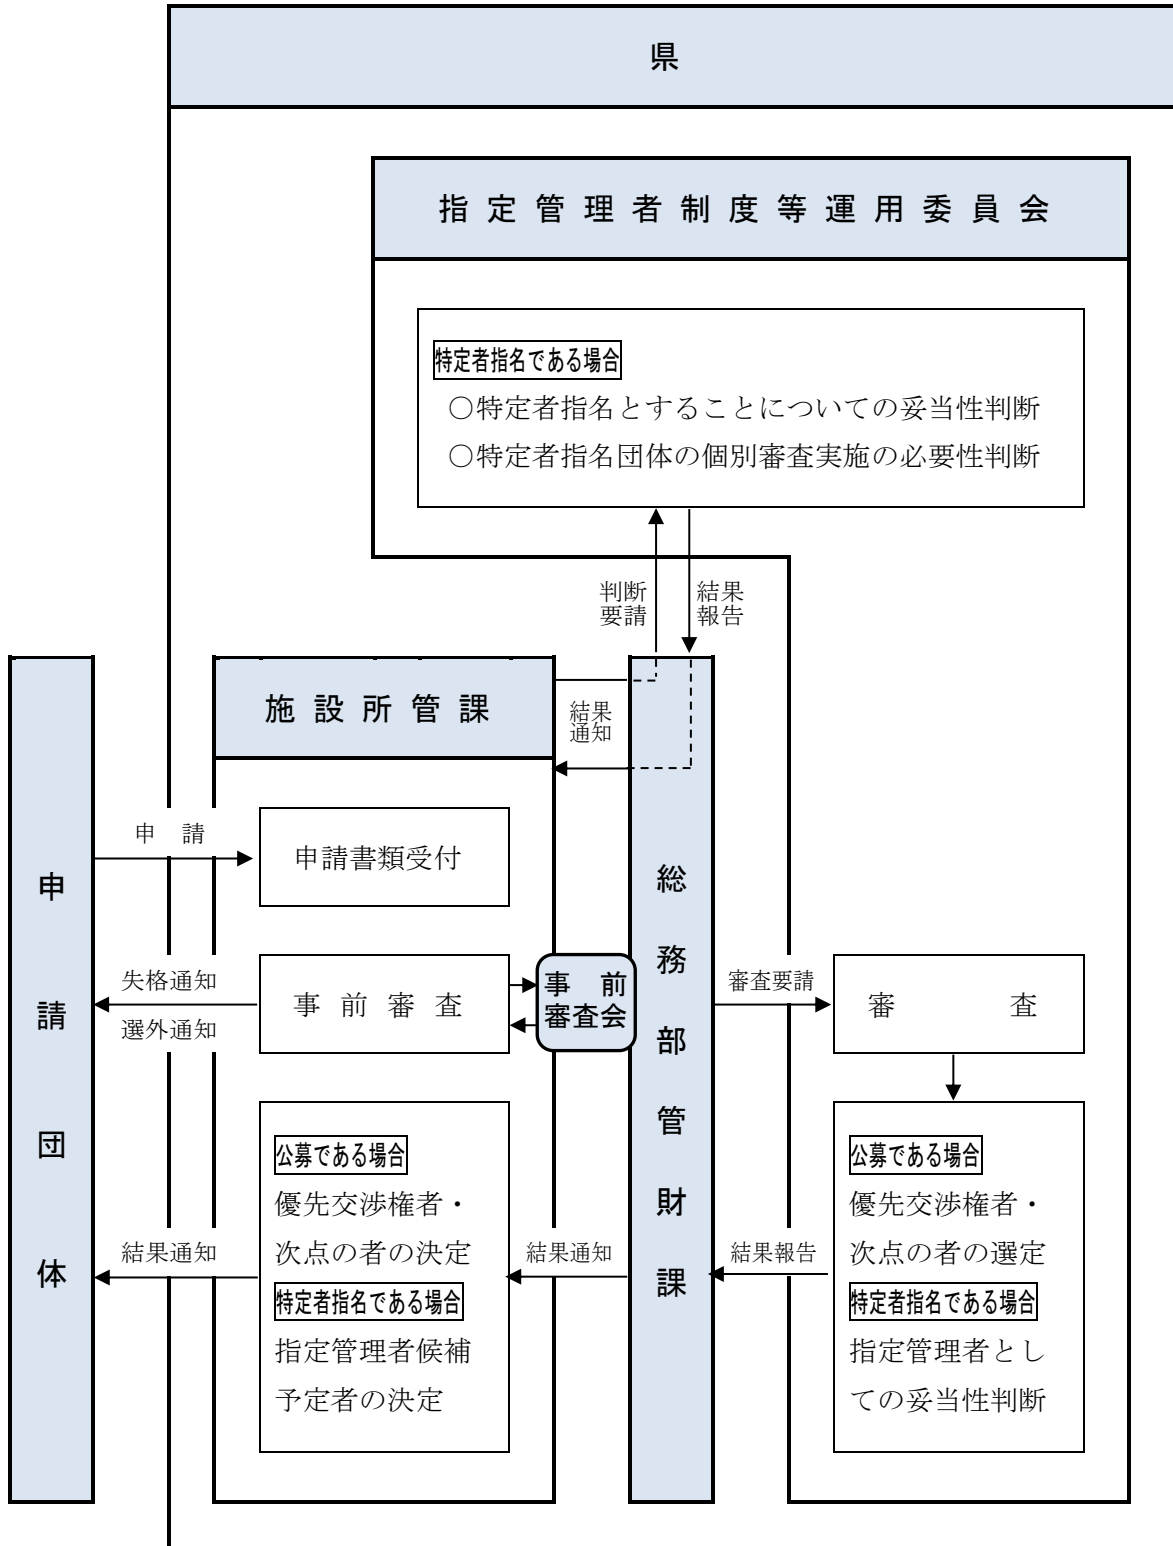 県
指定管理者制度等運用委員会
特定者指名である場合
○特定者指名とすることについての妥当性判断
○特定者指名団体の個別審査実施の必要性判断
判断
要請
結果
報告
施設所管課
結果
通知
申請
申請書類受付
申請団体
総務部管財課
失格通知
選外通知
事前審査
事前
審査会
審査要請
審査
公募である場合
優先交渉権者・
次点の者の決定
特定者指名である場合
指定管理者候補
予定者の決定
結果通知
結果通知
結果報告
公募である場合
優先交渉権者・
次点の者の選定
特定者指名である場合
指定管理者とし
ての妥当性判断